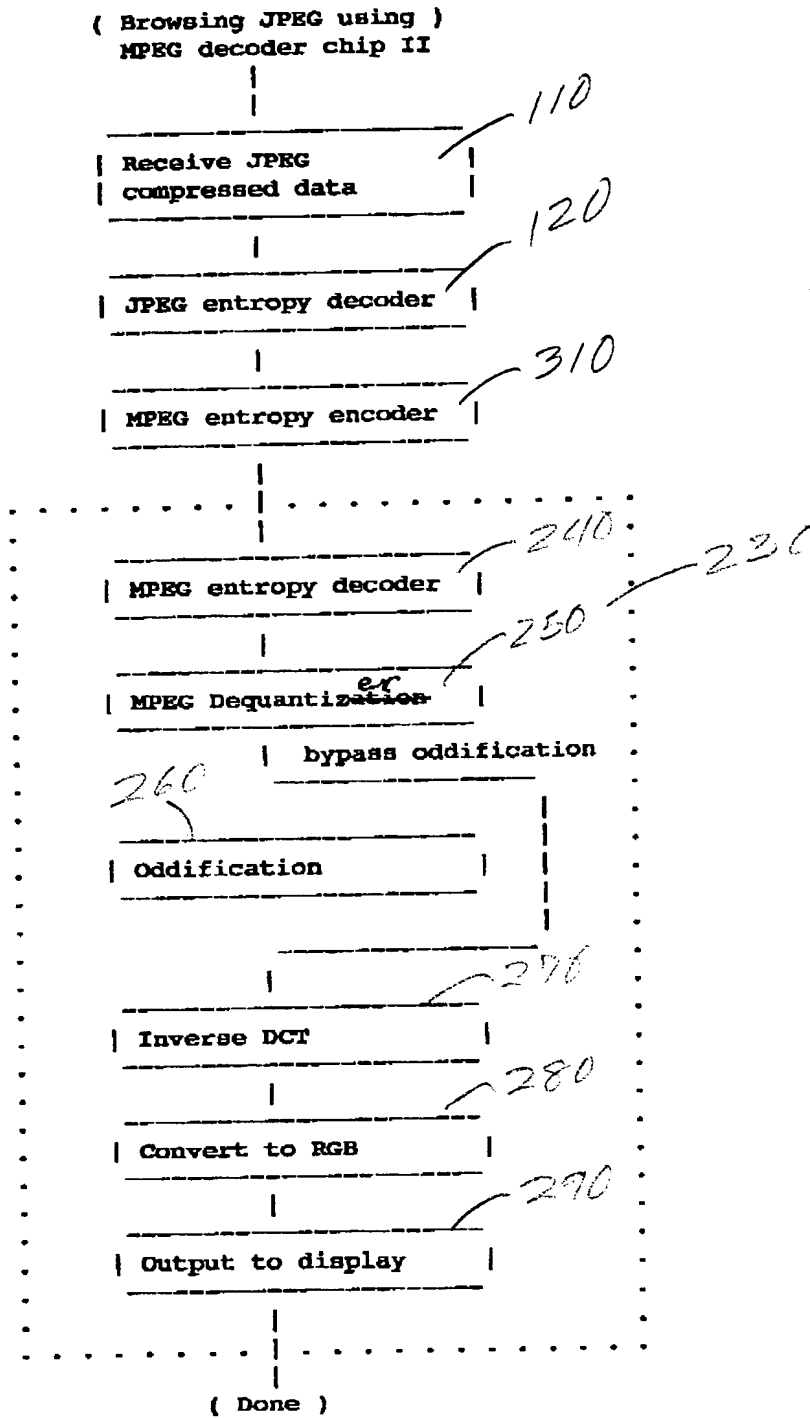 ( Browsing JPEG using )
MPEG decoder chip II
110
Receive JPEG
compressed data
120
JPEG entropy decoder
310
MPEG entropy encoder
240
230
MPEG entropy decoder
250
er
MPEG Dequantization
bypass oddification
260
Oddification
270
Inverse DCT
280
Convert to RGB
290
Output to display
( Done )